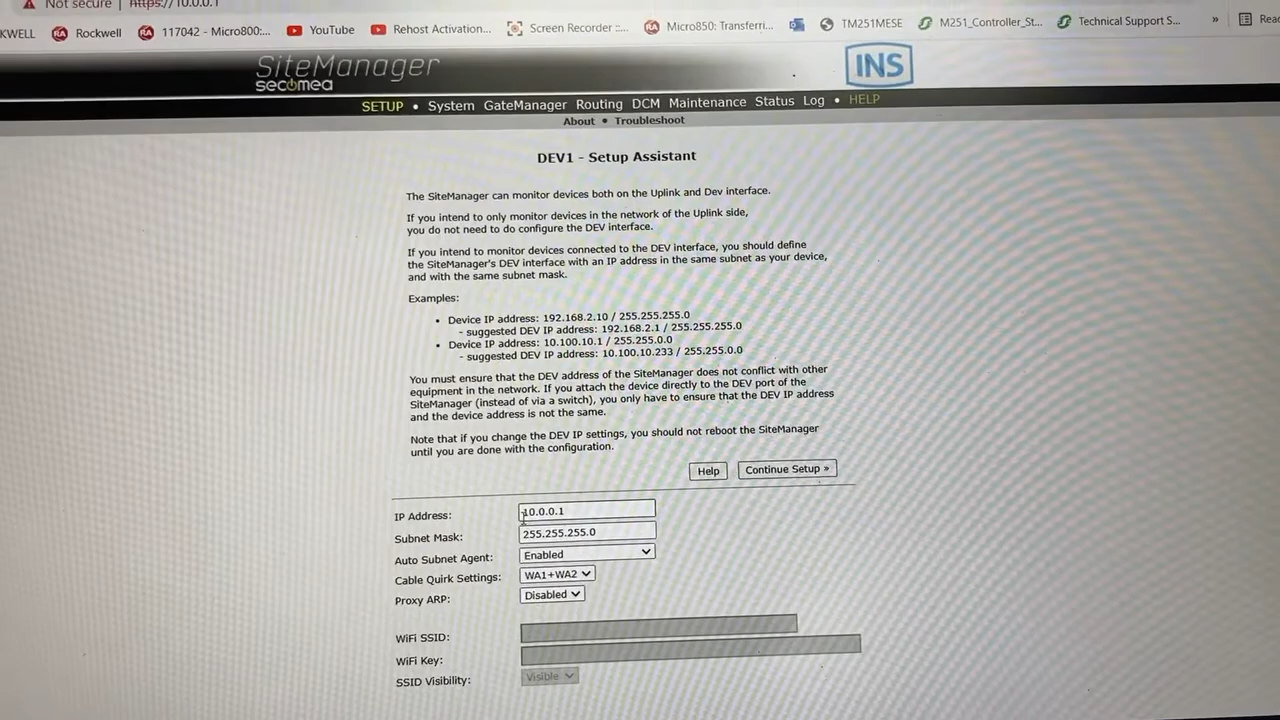 Not secure | https://10.0.0.1
KWELL Rockwell 117042 - Micro800:... YouTube Rehost Activation... Screen Recorder ::.... Micro850: Transferri... TM251MESE M251_Controller_St... Technical Support S... » Rea
SiteManager
secomea
INS
SETUP • System GateManager Routing DCM Maintenance Status Log • HELP
About • Troubleshoot
DEV1 - Setup Assistant
The SiteManager can monitor devices both on the Uplink and Dev interface.
If you intend to only monitor devices in the network of the Uplink side,
you do not need to do configure the DEV interface.
If you intend to monitor devices connected to the DEV interface, you should define
the SiteManager's DEV interface with an IP address in the same subnet as your device,
and with the same subnet mask.
Examples:
• Device IP address: 192.168.2.10 / 255.255.255.0
- suggested DEV IP address: 192.168.2.1 / 255.255.255.0
• Device IP address: 10.100.10.1 / 255.255.0.0
- suggested DEV IP address: 10.100.10.233 / 255.255.0.0
You must ensure that the DEV address of the SiteManager does not conflict with other
equipment in the network. If you attach the device directly to the DEV port of the
SiteManager (instead of via a switch), you only have to ensure that the DEV IP address
and the device address is not the same.
Note that if you change the DEV IP settings, you should not reboot the SiteManager
until you are done with the configuration.
Help Continue Setup »
IP Address: 10.0.0.1
Subnet Mask: 255.255.255.0
Auto Subnet Agent: Enabled
Cable Quirk Settings: WA1+WA2
Proxy ARP: Disabled
WiFi SSID:
WiFi Key:
SSID Visibility: Visible